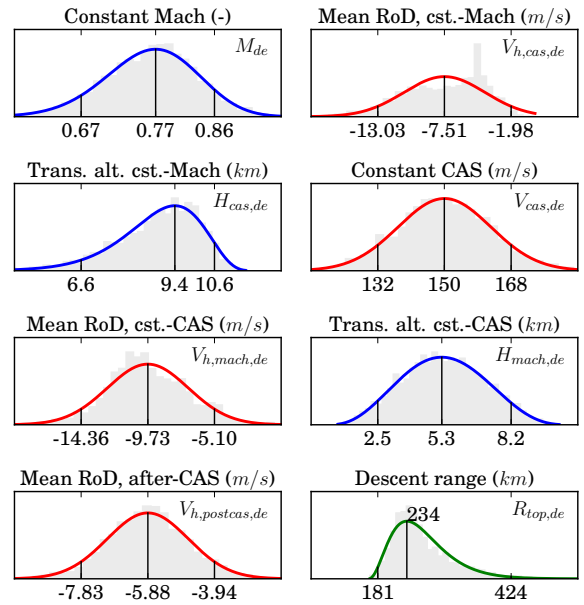 Constant Mach (-)
M_de
0.67 0.77 0.86
Mean RoD, cst.-Mach (m/s)
V_h,cas,de
-13.03 -7.51 -1.98
Trans. alt. cst.-Mach (km)
H_cas,de
6.6 9.4 10.6
Constant CAS (m/s)
V_cas,de
132 150 168
Mean RoD, cst.-CAS (m/s)
V_h,mach,de
-14.36 -9.73 -5.10
Trans. alt. cst.-CAS (km)
H_mach,de
2.5 5.3 8.2
Mean RoD, after-CAS (m/s)
V_h,postcas,de
-7.83 -5.88 -3.94
Descent range (km)
R_top,de
234
181 424